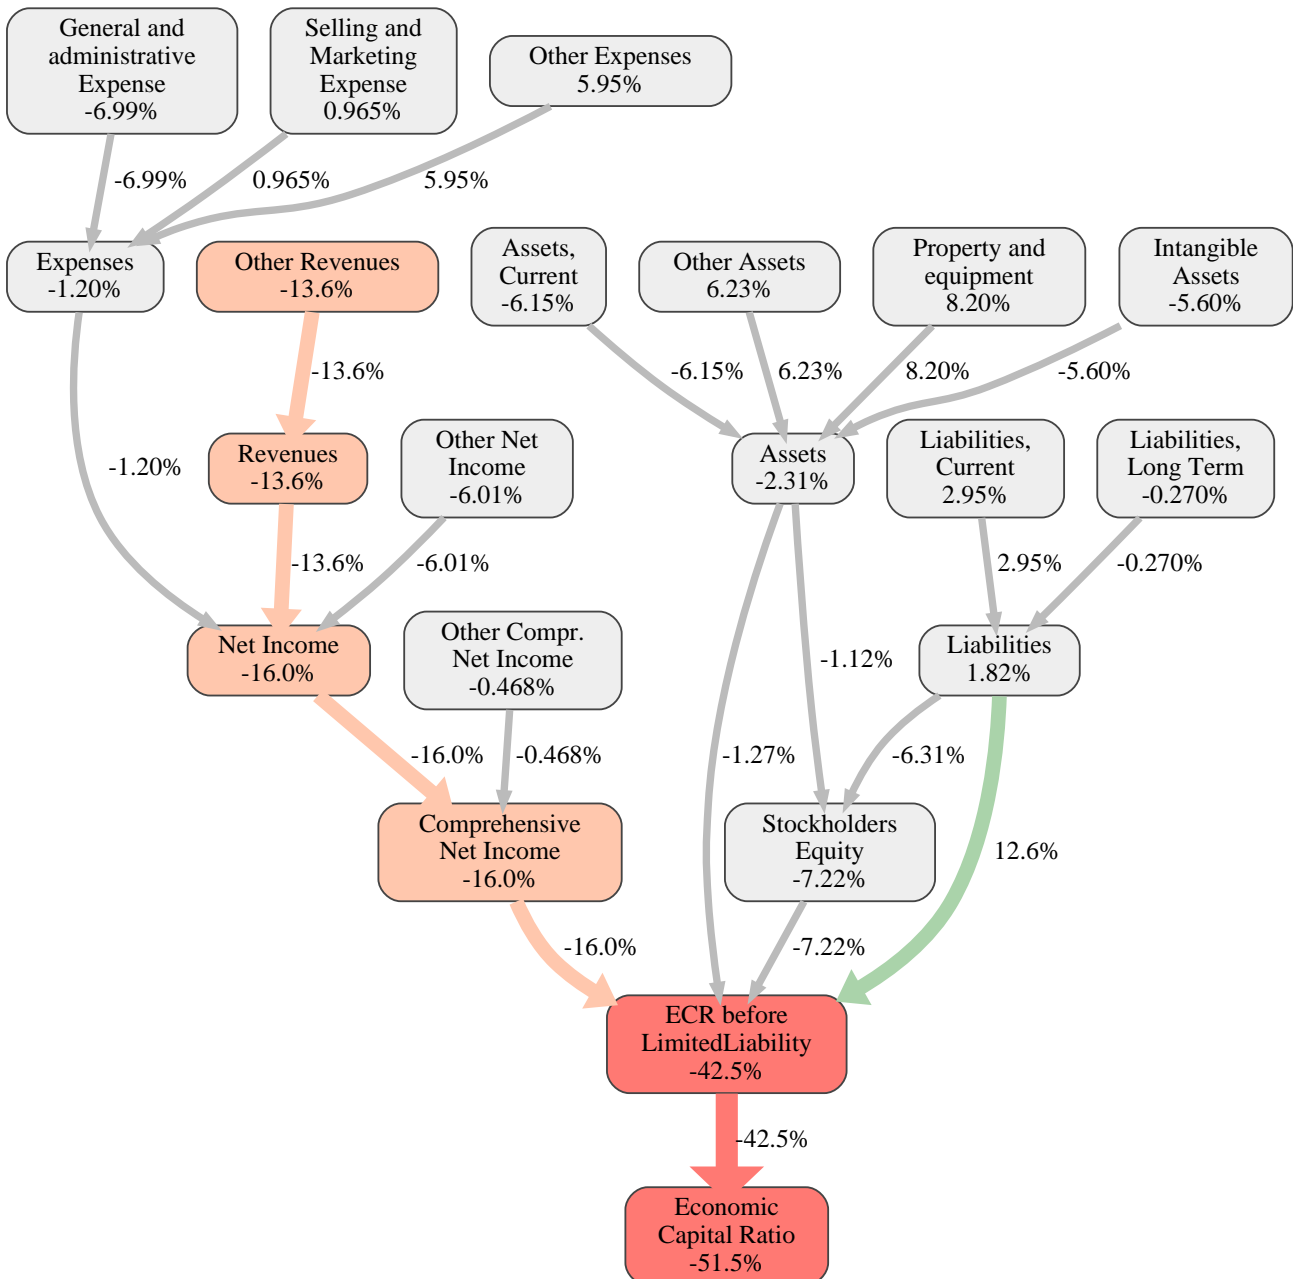 General and
administrative
Expense
-6.99%
Selling and
Marketing
Expense
0.965%
Other Expenses
5.95%
-6.99%
0.965%
5.95%
Expenses
-1.20%
Other Revenues
-13.6%
Assets,
Current
-6.15%
Other Assets
6.23%
Property and
equipment
8.20%
Intangible
Assets
-5.60%
-13.6%
-6.15%
6.23%
8.20%
-5.60%
-1.20%
Revenues
-13.6%
Other Net
Income
-6.01%
Assets
-2.31%
Liabilities,
Current
2.95%
Liabilities,
Long Term
-0.270%
-13.6%
-6.01%
2.95%
-0.270%
Net Income
-16.0%
Other Compr.
Net Income
-0.468%
-1.12%
Liabilities
1.82%
-16.0%
-0.468%
-1.27%
-6.31%
Comprehensive
Net Income
-16.0%
Stockholders
Equity
-7.22%
12.6%
-16.0%
-7.22%
ECR before
LimitedLiability
-42.5%
-42.5%
Economic
Capital Ratio
-51.5%